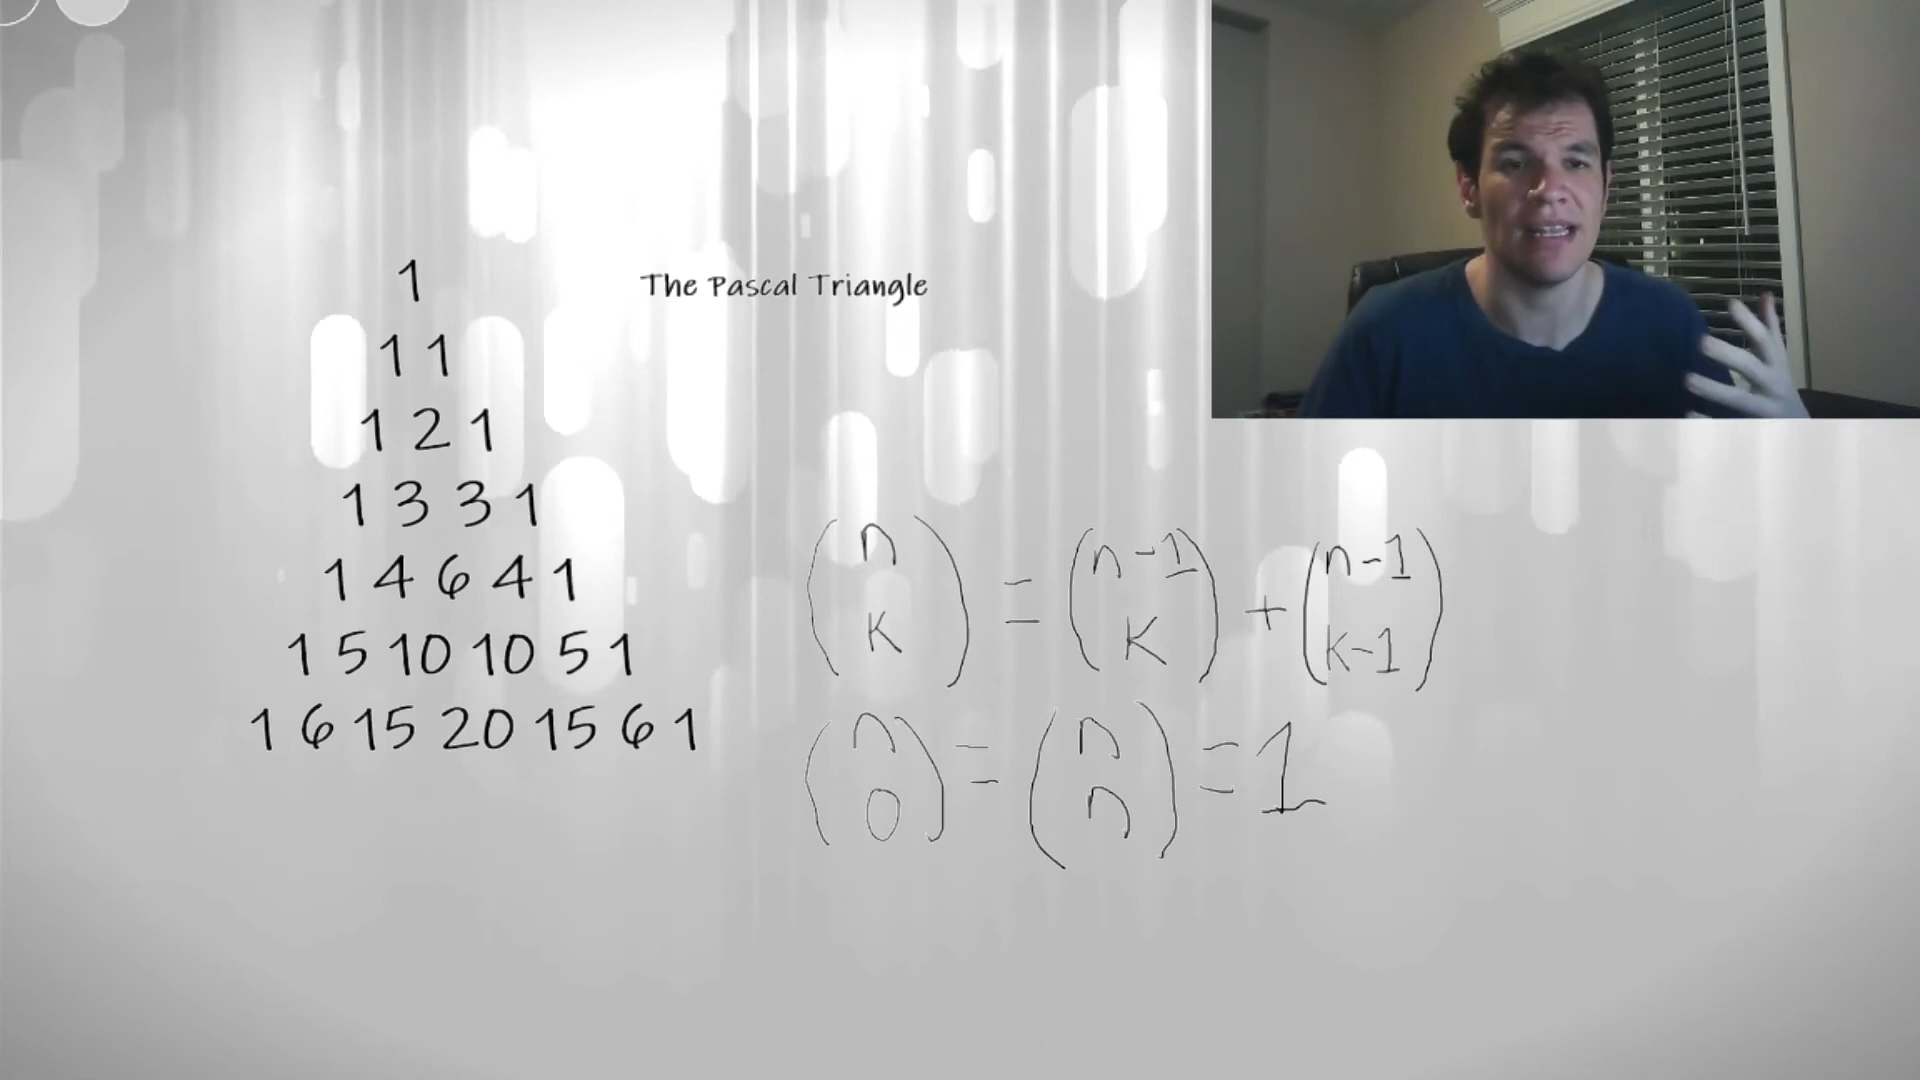 The Pascal Triangle
1
1 1
1 2 1
1 3 3 1
1 4 6 4 1
1 5 10 10 5 1
1 6 15 20 15 6 1
(n K) = (n-1 K) + (n-1 k-1)
(n 0) = (n n) = 1